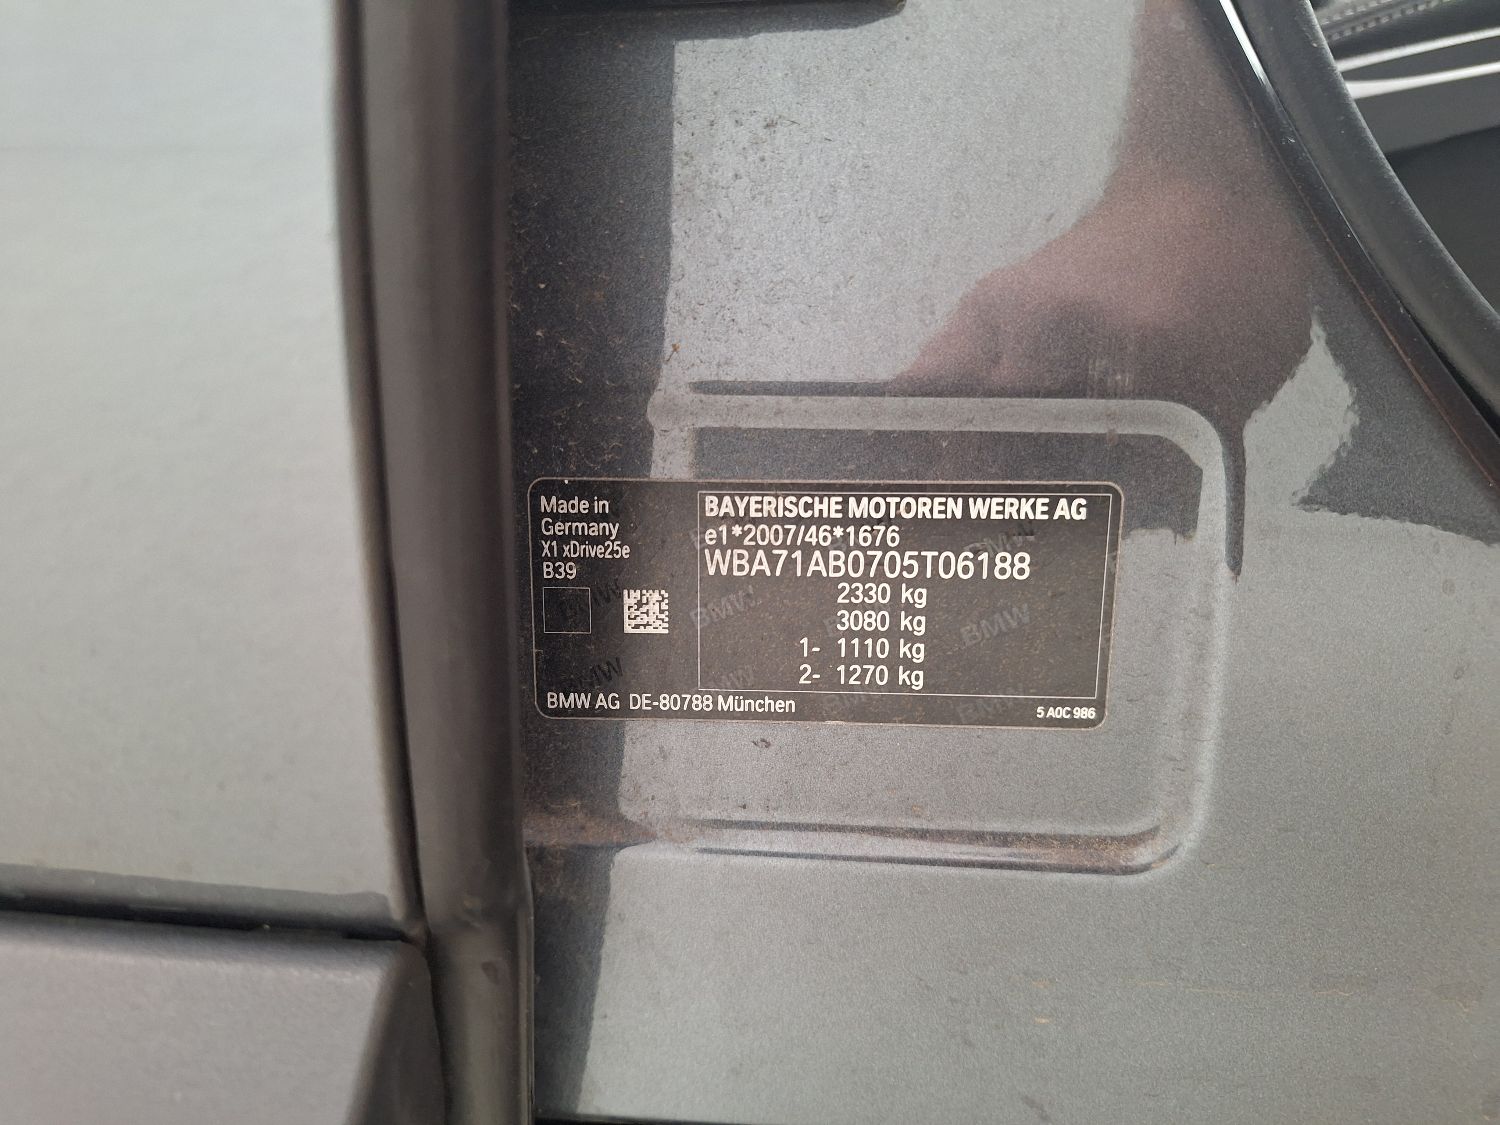 Made in
Germany
X1 xDrive25e
B39
BAYERISCHE MOTOREN WERKE AG
e1*2007/46*1676
WBA71AB0705T06188
2330 kg
3080 kg
1- 1110 kg
2- 1270 kg
BMW AG DE-80788 München
5 A0C 986